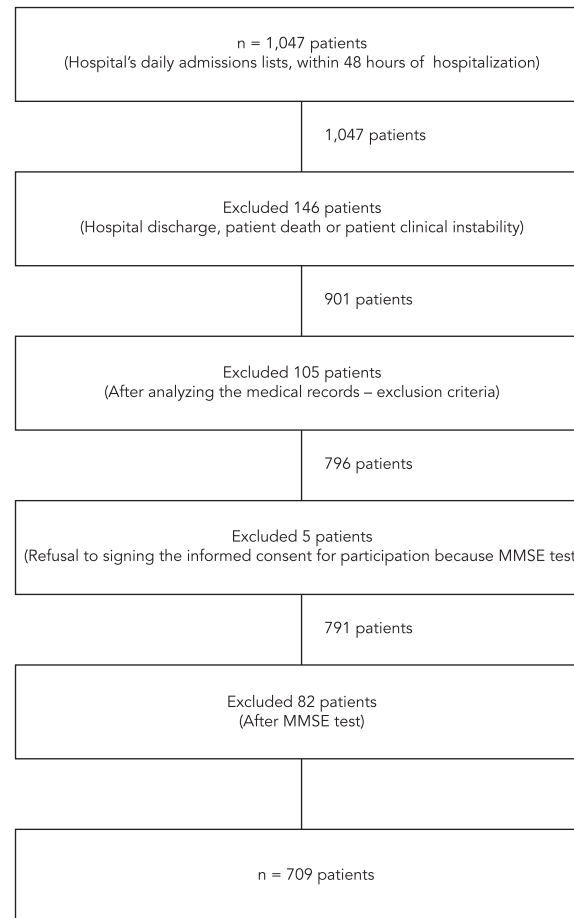 n = 1,047 patients
(Hospital’s daily admissions lists, within 48 hours of hospitalization)
1,047 patients
Excluded 146 patients
(Hospital discharge, patient death or patient clinical instability)
901 patients
Excluded 105 patients
(After analyzing the medical records – exclusion criteria)
796 patients
Excluded 5 patients
(Refusal to signing the informed consent for participation because MMSE test
791 patients
Excluded 82 patients
(After MMSE test)
n = 709 patients